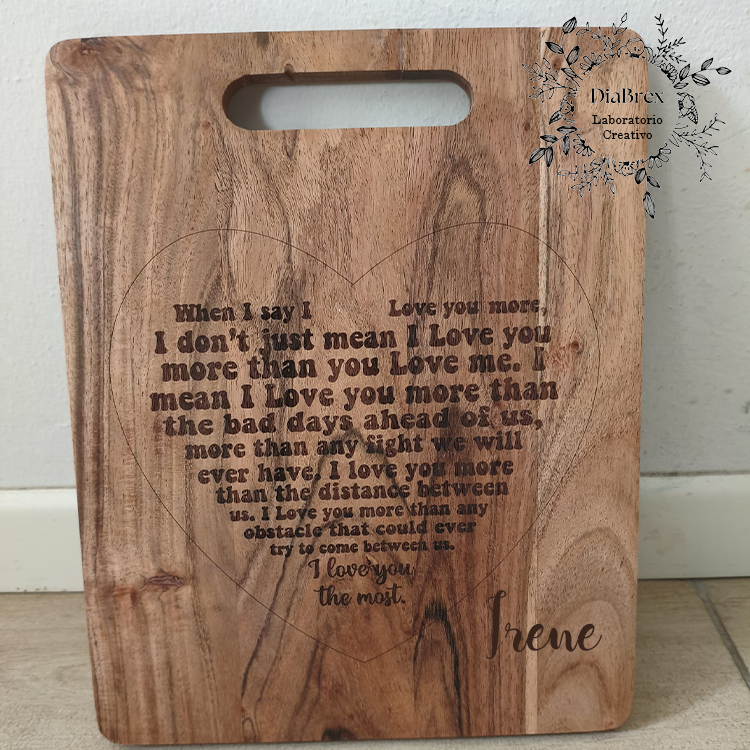 DiaBrex
Laboratorio
Creativo
When I say I Love you more,
I don't just mean I Love you
more than you Love me. I
mean I Love you more than
the bad days ahead of us,
more than any fight we will
ever have. I love you more
than the distance between
us. I Love you more than any
obstacle that could ever
try to come between us.
I love you
the most.
Irene